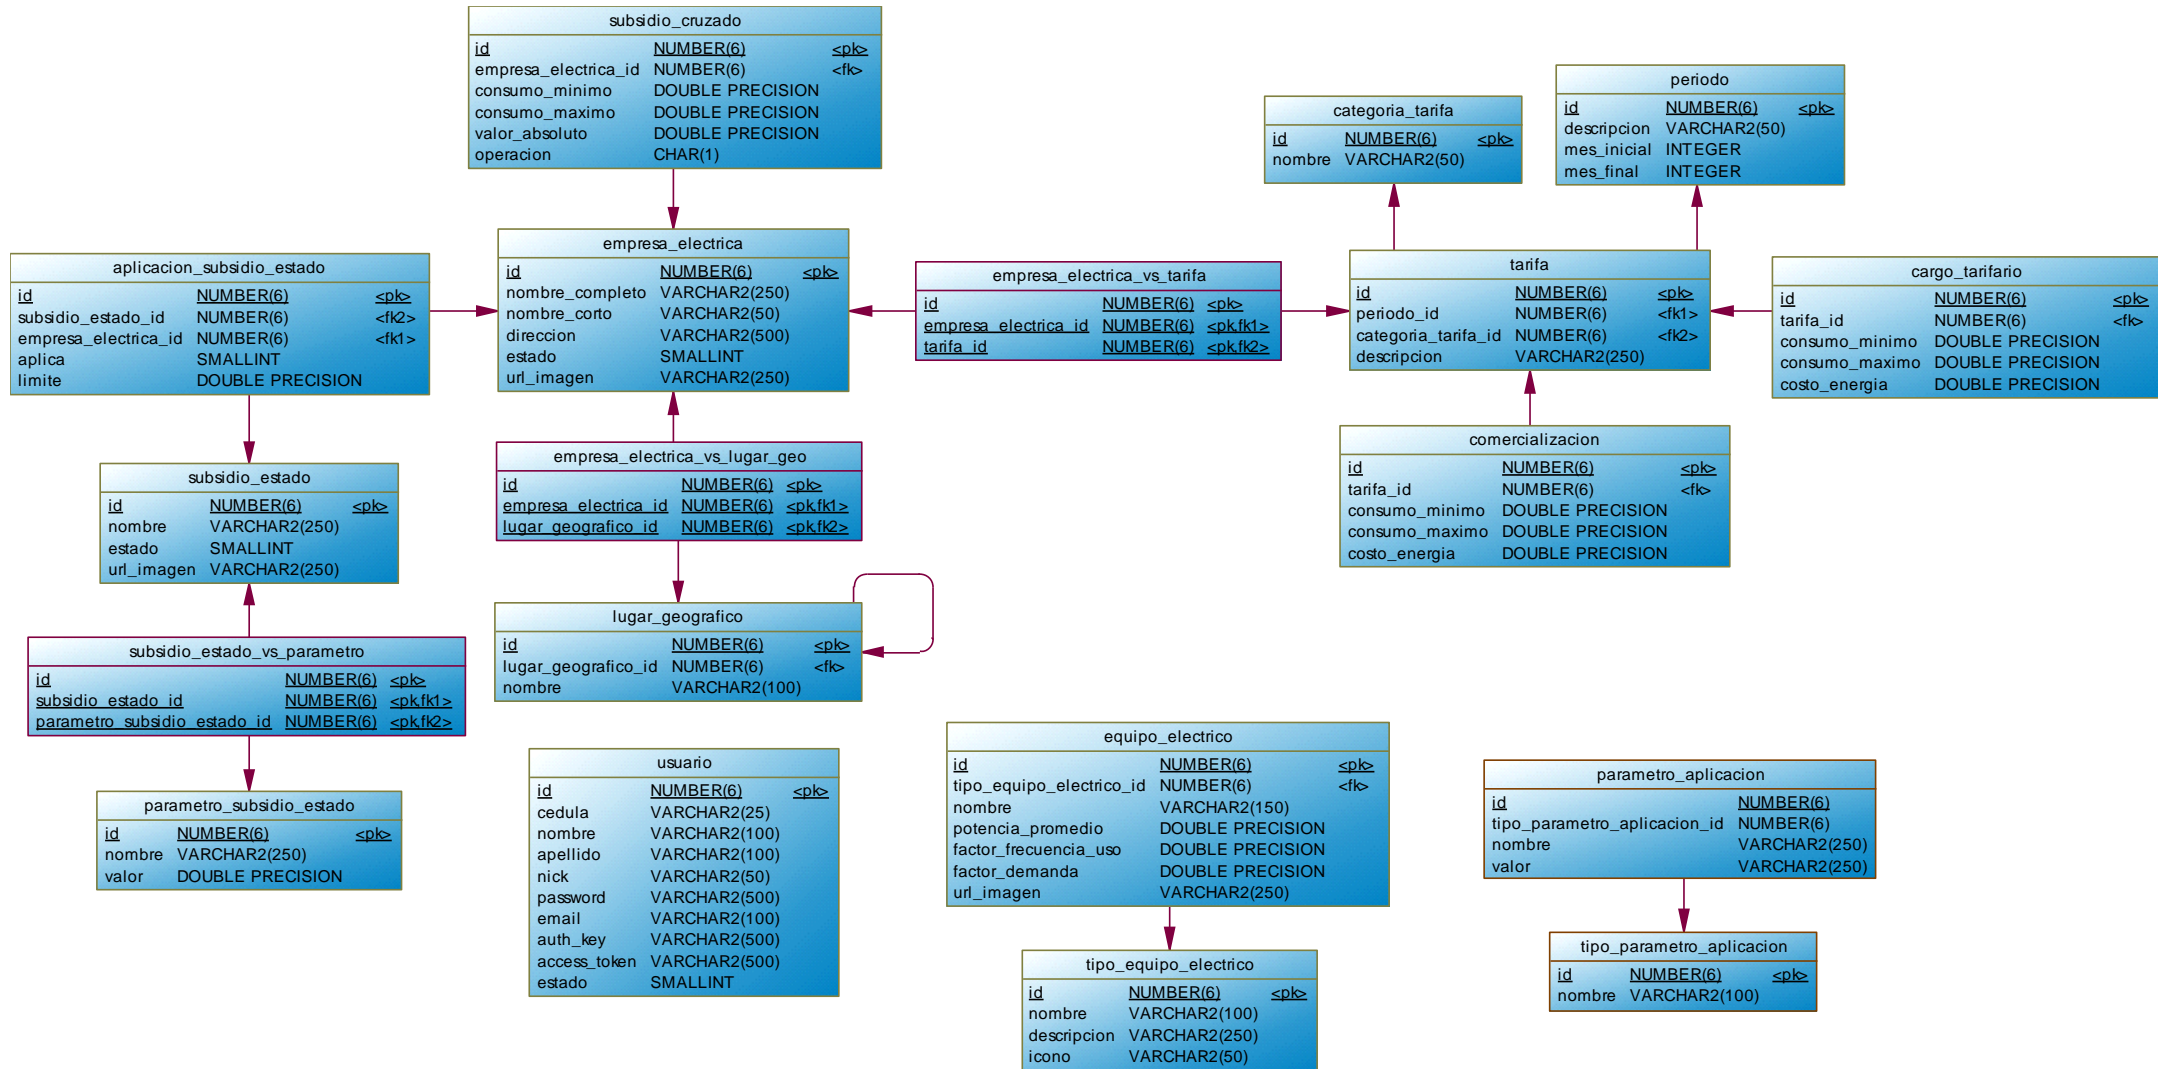 subsidio_cruzado
id NUMBER(6) <pk>
empresa_electrica_id NUMBER(6) <fk>
consumo_minimo DOUBLE PRECISION
consumo_maximo DOUBLE PRECISION
valor_absoluto DOUBLE PRECISION
operacion CHAR(1)
categoria_tarifa
id NUMBER(6) <pk>
nombre VARCHAR2(50)
periodo
id NUMBER(6) <pk>
descripcion VARCHAR2(50)
mes_inicial INTEGER
mes_final INTEGER
aplicacion_subsidio_estado
id NUMBER(6) <pk>
subsidio_estado_id NUMBER(6) <fk2>
empresa_electrica_id NUMBER(6) <fk1>
aplica SMALLINT
limite DOUBLE PRECISION
empresa_electrica
id NUMBER(6) <pk>
nombre_completo VARCHAR2(250)
nombre_corto VARCHAR2(50)
direccion VARCHAR2(500)
estado SMALLINT
url_imagen VARCHAR2(250)
empresa_electrica_vs_tarifa
id NUMBER(6) <pk>
empresa_electrica_id NUMBER(6) <pk,fk1>
tarifa_id NUMBER(6) <pk,fk2>
tarifa
id NUMBER(6) <pk>
periodo_id NUMBER(6) <fk1>
categoria_tarifa_id NUMBER(6) <fk2>
descripcion VARCHAR2(250)
cargo_tarifario
id NUMBER(6) <pk>
tarifa_id NUMBER(6) <fk>
consumo_minimo DOUBLE PRECISION
consumo_maximo DOUBLE PRECISION
costo_energia DOUBLE PRECISION
subsidio_estado
id NUMBER(6) <pk>
nombre VARCHAR2(250)
estado SMALLINT
url_imagen VARCHAR2(250)
empresa_electrica_vs_lugar_geo
id NUMBER(6) <pk>
empresa_electrica_id NUMBER(6) <pk,fk1>
lugar_geografico_id NUMBER(6) <pk,fk2>
comercializacion
id NUMBER(6) <pk>
tarifa_id NUMBER(6) <fk>
consumo_minimo DOUBLE PRECISION
consumo_maximo DOUBLE PRECISION
costo_energia DOUBLE PRECISION
lugar_geografico
id NUMBER(6) <pk>
lugar_geografico_id NUMBER(6) <fk>
nombre VARCHAR2(100)
subsidio_estado_vs_parametro
id NUMBER(6) <pk>
subsidio_estado_id NUMBER(6) <pk,fk1>
parametro_subsidio_estado_id NUMBER(6) <pk,fk2>
parametro_subsidio_estado
id NUMBER(6) <pk>
nombre VARCHAR2(250)
valor DOUBLE PRECISION
usuario
id NUMBER(6) <pk>
cedula VARCHAR2(25)
nombre VARCHAR2(100)
apellido VARCHAR2(100)
nick VARCHAR2(50)
password VARCHAR2(500)
email VARCHAR2(100)
auth_key VARCHAR2(500)
access_token VARCHAR2(500)
estado SMALLINT
equipo_electrico
id NUMBER(6) <pk>
tipo_equipo_electrico_id NUMBER(6) <fk>
nombre VARCHAR2(150)
potencia_promedio DOUBLE PRECISION
factor_frecuencia_uso DOUBLE PRECISION
factor_demanda DOUBLE PRECISION
url_imagen VARCHAR2(250)
parametro_aplicacion
id NUMBER(6)
tipo_parametro_aplicacion_id NUMBER(6)
nombre VARCHAR2(250)
valor VARCHAR2(250)
tipo_equipo_electrico
id NUMBER(6) <pk>
nombre VARCHAR2(100)
descripcion VARCHAR2(250)
icono VARCHAR2(50)
tipo_parametro_aplicacion
id NUMBER(6) <pk>
nombre VARCHAR2(100)